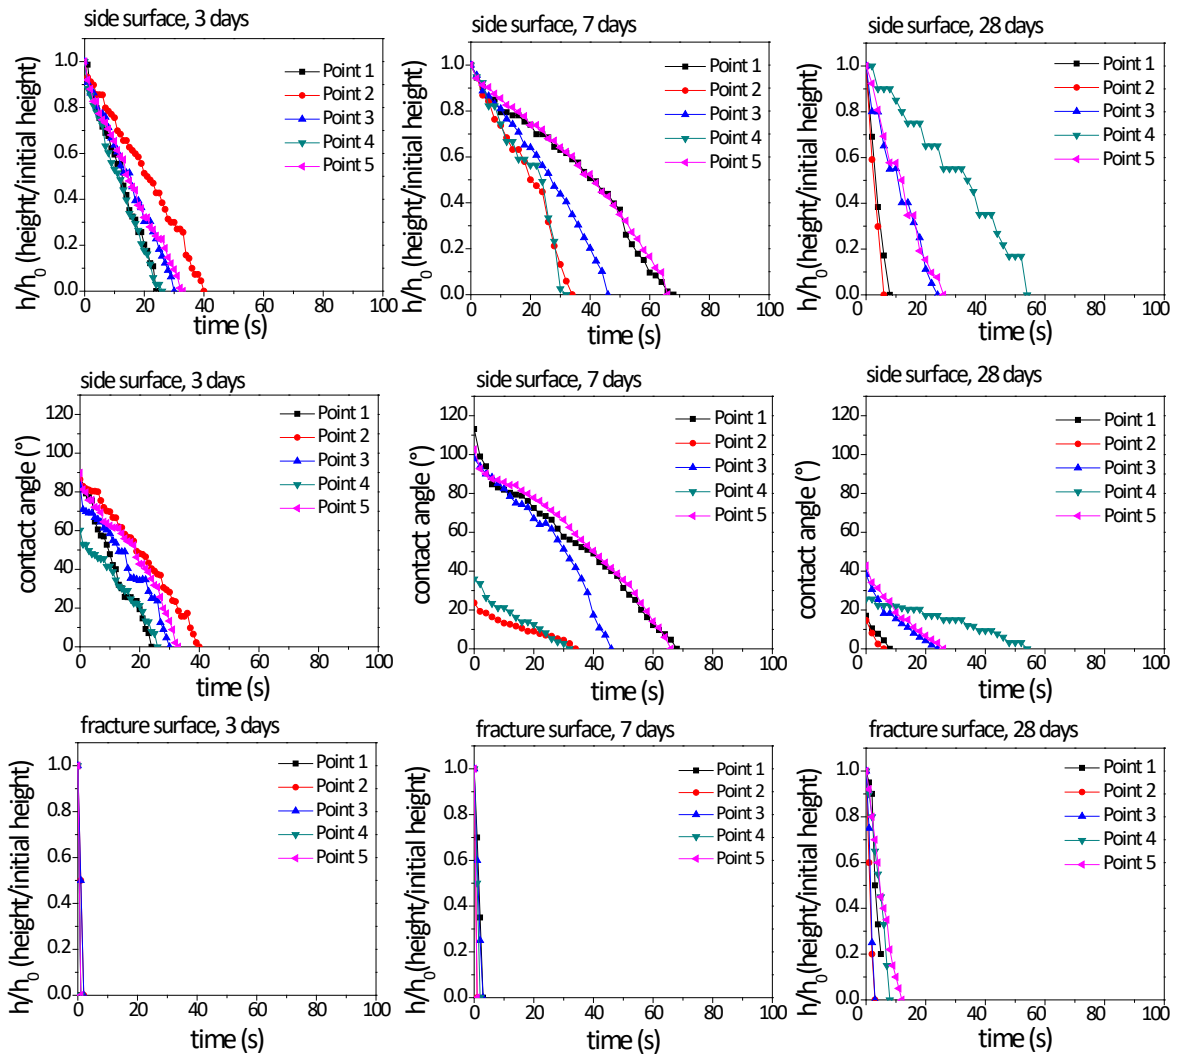 side surface, 3 days
h/h0 (height/initial height)
1.0
0.8
0.6
0.4
0.2
0.0
0 20 40 60 80 100
time (s)
Point 1
Point 2
Point 3
Point 4
Point 5
side surface, 7 days
h/h0 (height/initial height)
1.0
0.8
0.6
0.4
0.2
0.0
0 20 40 60 80 100
time (s)
Point 1
Point 2
Point 3
Point 4
Point 5
side surface, 28 days
h/h0 (height/initial height)
1.0
0.8
0.6
0.4
0.2
0.0
0 20 40 60 80 100
time (s)
Point 1
Point 2
Point 3
Point 4
Point 5
side surface, 3 days
contact angle (°)
120
100
80
60
40
20
0
0 20 40 60 80 100
time (s)
Point 1
Point 2
Point 3
Point 4
Point 5
side surface, 7 days
contact angle (°)
120
100
80
60
40
20
0
0 20 40 60 80 100
time (s)
Point 1
Point 2
Point 3
Point 4
Point 5
side surface, 28 days
contact angle (°)
120
100
80
60
40
20
0
0 20 40 60 80 100
time (s)
Point 1
Point 2
Point 3
Point 4
Point 5
fracture surface, 3 days
h/h0 (height/initial height)
1.0
0.8
0.6
0.4
0.2
0.0
0 20 40 60 80 100
time (s)
Point 1
Point 2
Point 3
Point 4
Point 5
fracture surface, 7 days
h/h0(height/initial height)
1.0
0.8
0.6
0.4
0.2
0.0
0 20 40 60 80 100
time (s)
Point 1
Point 2
Point 3
Point 4
Point 5
fracture surface, 28 days
h/h0(height/initial height)
1.0
0.8
0.6
0.4
0.2
0.0
0 20 40 60 80 100
time (s)
Point 1
Point 2
Point 3
Point 4
Point 5